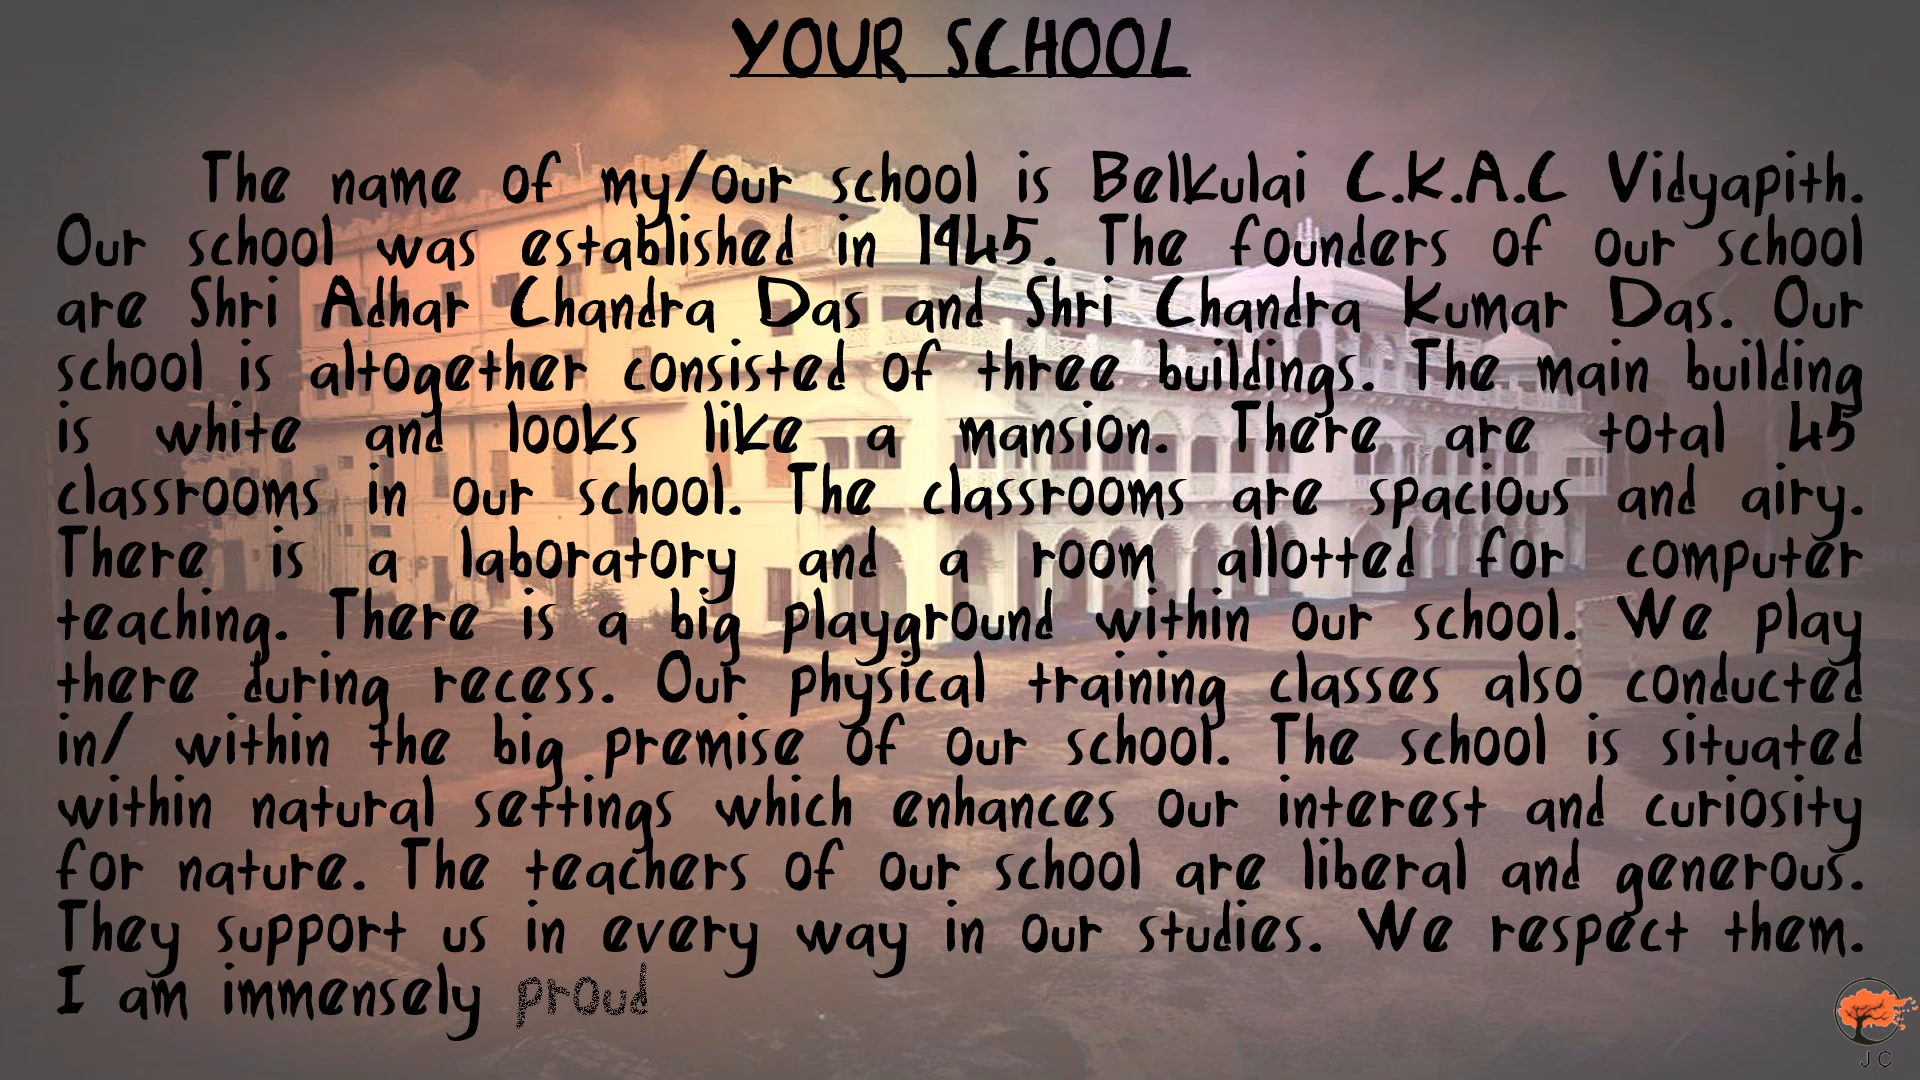 YOUR SCHOOL
The name of my/our school is Belkulai C.K.A.C Vidyapith.
Our school was established in 1945. The founders of our school
are Shri Adhar Chandra Das and Shri Chandra Kumar Das. Our
school is altogether consisted of three buildings. The main building
is white and looks like a mansion. There are total 45
classrooms in our school. The classrooms are spacious and airy.
There is a laboratory and a room allotted for computer
teaching. There is a big playground within our school. We play
there during recess. Our physical training classes also conducted
in/ within the big premise of our school. The school is situated
within natural settings which enhances our interest and curiosity
for nature. The teachers of our school are liberal and generous.
They support us in every way in our studies. We respect them.
I am immensely proud
J C